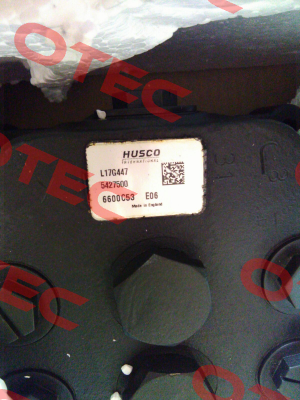 HUSCO
INTERNATIONAL
L17G447
5427500
6600C53 E06
Made in England
OTEC